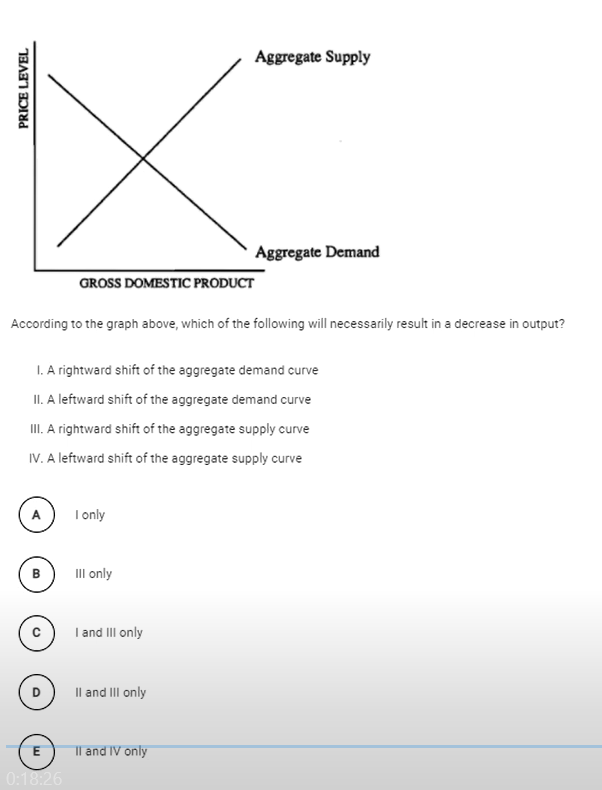 PRICE LEVEL
Aggregate Supply
Aggregate Demand
GROSS DOMESTIC PRODUCT
According to the graph above, which of the following will necessarily result in a decrease in output?
I. A rightward shift of the aggregate demand curve
II. A leftward shift of the aggregate demand curve
III. A rightward shift of the aggregate supply curve
IV. A leftward shift of the aggregate supply curve
A I only
B III only
C I and III only
D II and III only
E II and IV only
0:18:26